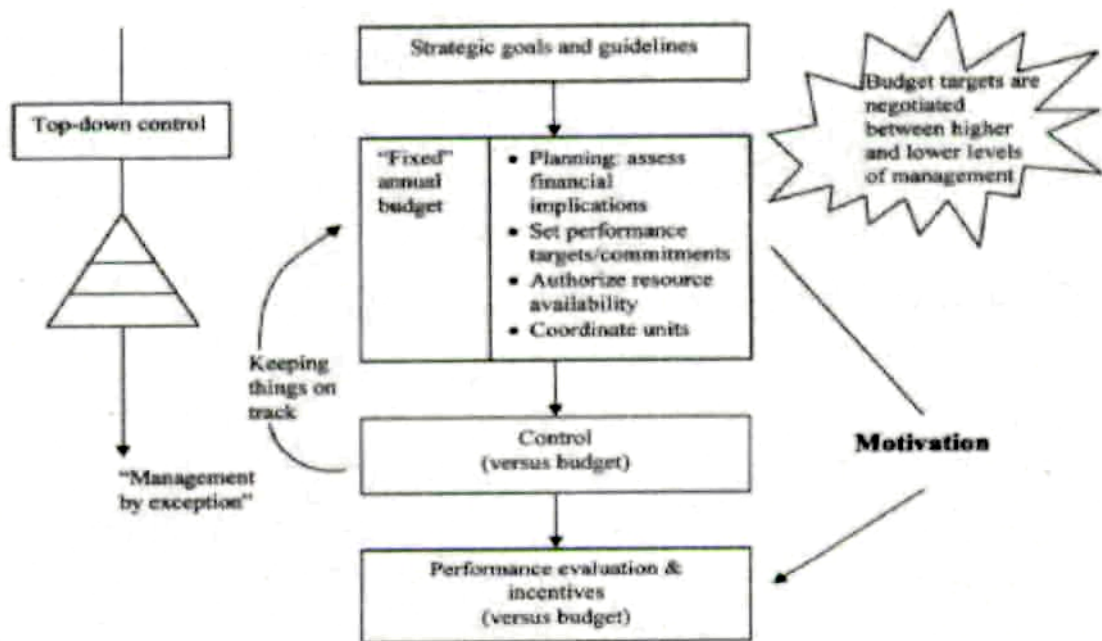 Strategic goals and guidelines
Budget targets are
negotiated
between higher
and lower levels
of management
Top-down control
"Fixed"
annual
budget
• Planning: assess
financial
implications
• Set performance
targets/commitments
• Authorize resource
availability
• Coordinate units
Keeping
things on
track
Control
(versus budget)
Motivation
"Management
by exception"
Performance evaluation &
incentives
(versus budget)